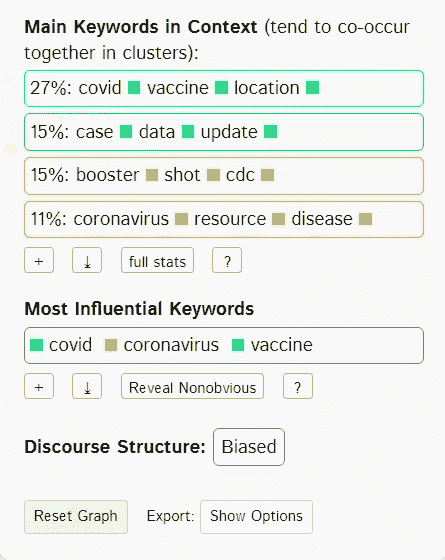 Main Keywords in Context (tend to co-occur
together in clusters):
27%: covid vaccine location
15%: case data update
15%: booster shot cdc
11%: coronavirus resource disease
+ ↓ full stats ?
Most Influential Keywords
covid coronavirus vaccine
+ ↓ Reveal Nonobvious ?
Discourse Structure: Biased
Reset Graph Export: Show Options